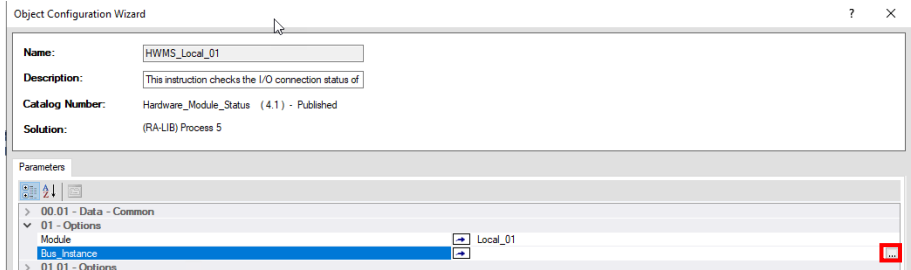 Object Configuration Wizard ? X
Name: HWMS_Local_01
Description: This instruction checks the I/O connection status of
Catalog Number: Hardware_Module_Status ( 4.1 ) - Published
Solution: (RA-LIB) Process 5
Parameters
00.01 - Data - Common
01 - Options
Module Local_01
Bus_Instance ...
01.01 - Options